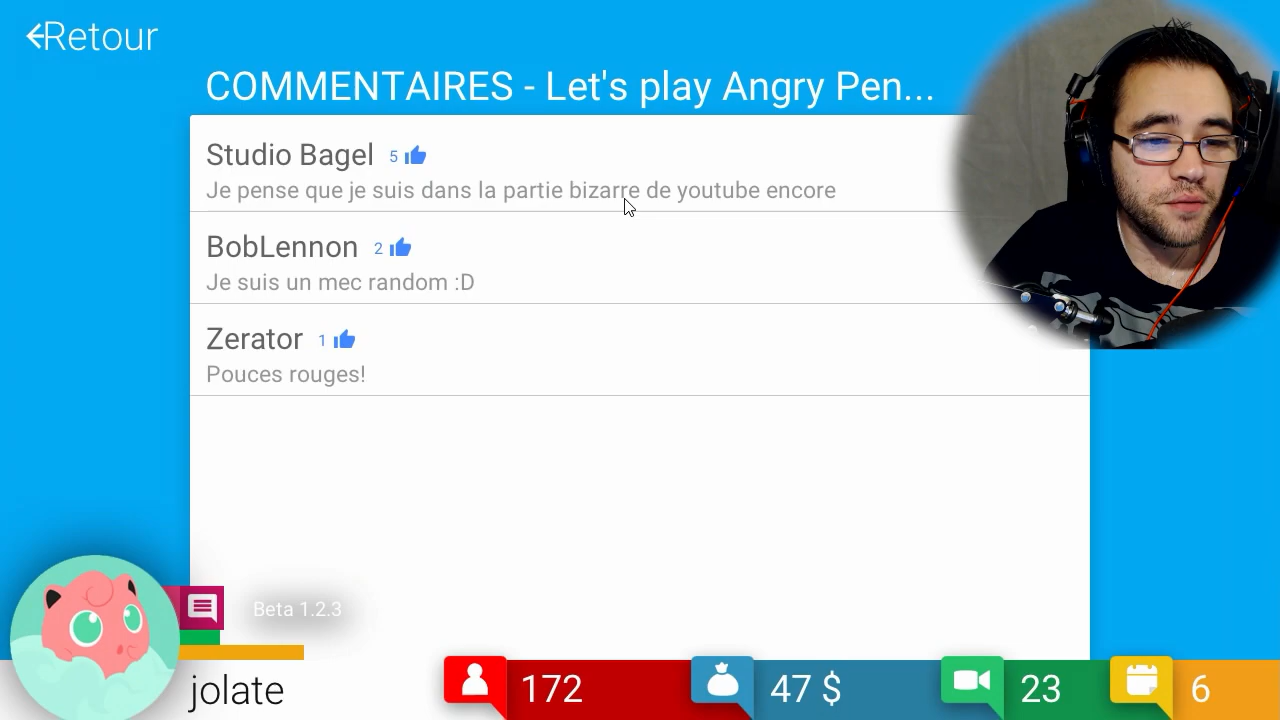 Retour
COMMENTAIRES - Let's play Angry Pen...
Studio Bagel 5
Je pense que je suis dans la partie bizarre de youtube encore
BobLennon 2
Je suis un mec random :D
Zerator 1
Pouces rouges!
Beta 1.2.3
jolate 172 47 $ 23 6